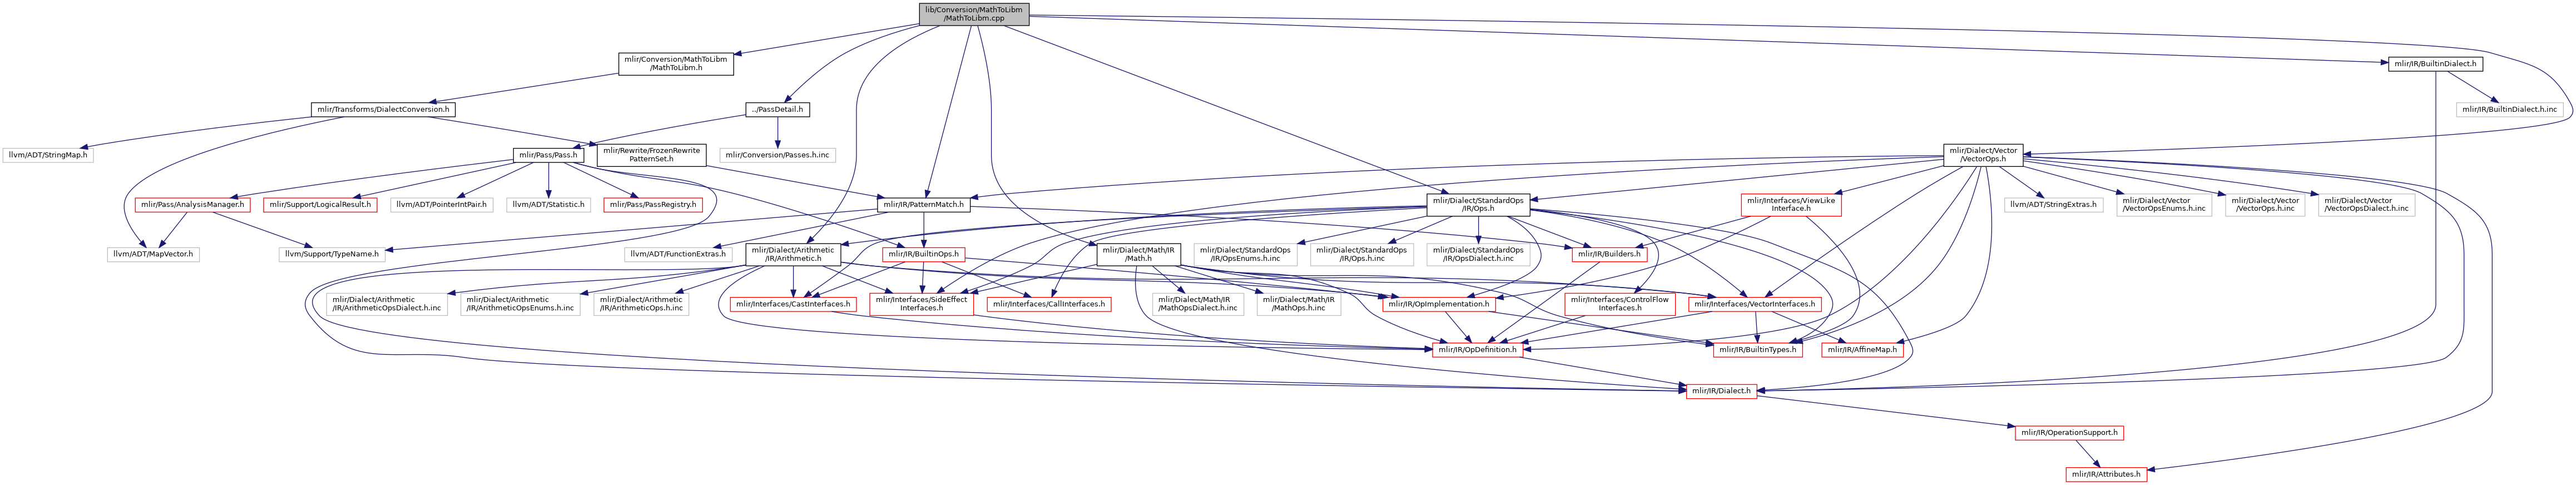 lib/Conversion/MathToLibm
/MathToLibm.cpp
mlir/Conversion/MathToLibm
/MathToLibm.h
mlir/IR/BuiltinDialect.h
mlir/Transforms/DialectConversion.h
../PassDetail.h
mlir/IR/BuiltinDialect.h.inc
llvm/ADT/StringMap.h
mlir/Pass/Pass.h
mlir/Rewrite/FrozenRewrite
PatternSet.h
mlir/Conversion/Passes.h.inc
mlir/Dialect/Vector
/VectorOps.h
mlir/Pass/AnalysisManager.h
mlir/Support/LogicalResult.h
llvm/ADT/PointerIntPair.h
llvm/ADT/Statistic.h
mlir/Pass/PassRegistry.h
mlir/IR/PatternMatch.h
mlir/Dialect/StandardOps
/IR/Ops.h
mlir/Interfaces/ViewLike
Interface.h
llvm/ADT/StringExtras.h
mlir/Dialect/Vector
/VectorOpsEnums.h.inc
mlir/Dialect/Vector
/VectorOps.h.inc
mlir/Dialect/Vector
/VectorOpsDialect.h.inc
llvm/ADT/MapVector.h
llvm/Support/TypeName.h
llvm/ADT/FunctionExtras.h
mlir/Dialect/Arithmetic
/IR/Arithmetic.h
mlir/IR/BuiltinOps.h
mlir/Dialect/Math/IR
/Math.h
mlir/Dialect/StandardOps
/IR/OpsEnums.h.inc
mlir/Dialect/StandardOps
/IR/Ops.h.inc
mlir/Dialect/StandardOps
/IR/OpsDialect.h.inc
mlir/IR/Builders.h
mlir/Dialect/Arithmetic
/IR/ArithmeticOpsDialect.h.inc
mlir/Dialect/Arithmetic
/IR/ArithmeticOpsEnums.h.inc
mlir/Dialect/Arithmetic
/IR/ArithmeticOps.h.inc
mlir/Interfaces/CastInterfaces.h
mlir/Interfaces/SideEffect
Interfaces.h
mlir/Interfaces/CallInterfaces.h
mlir/Dialect/Math/IR
/MathOpsDialect.h.inc
mlir/Dialect/Math/IR
/MathOps.h.inc
mlir/IR/OpImplementation.h
mlir/Interfaces/ControlFlow
Interfaces.h
mlir/Interfaces/VectorInterfaces.h
mlir/IR/OpDefinition.h
mlir/IR/BuiltinTypes.h
mlir/IR/AffineMap.h
mlir/IR/Dialect.h
mlir/IR/OperationSupport.h
mlir/IR/Attributes.h